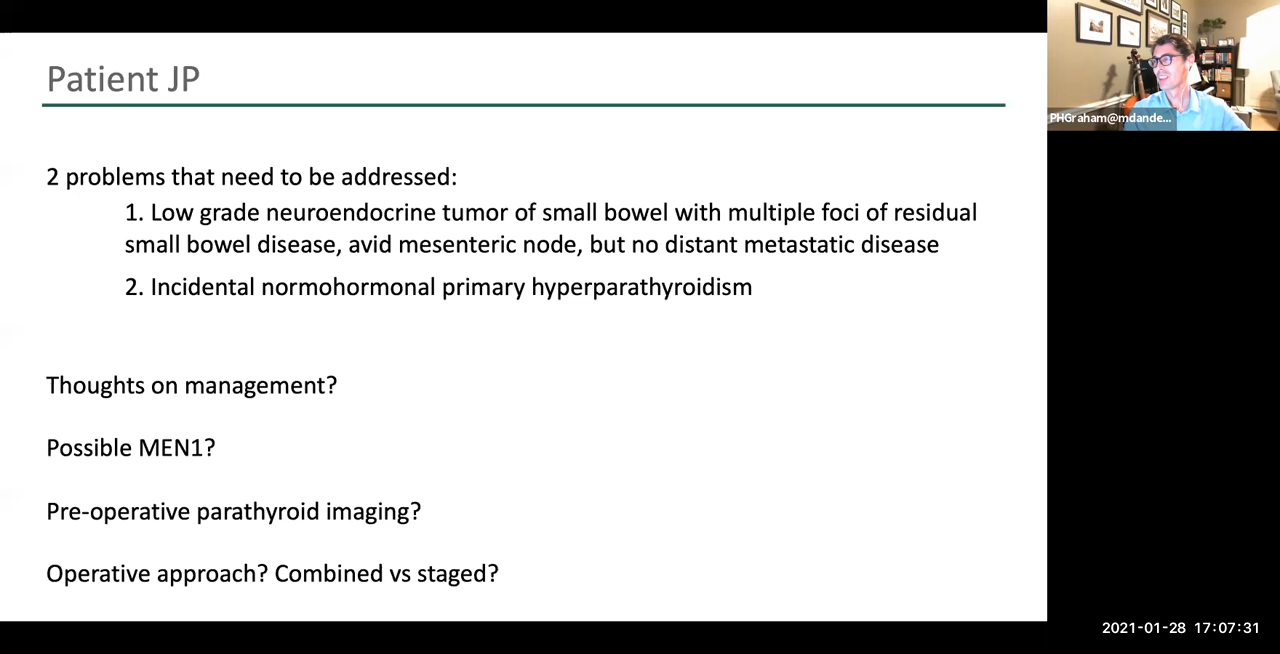 Patient JP
2 problems that need to be addressed:
1. Low grade neuroendocrine tumor of small bowel with multiple foci of residual
small bowel disease, avid mesenteric node, but no distant metastatic disease
2. Incidental normohormonal primary hyperparathyroidism
Thoughts on management?
Possible MEN1?
Pre-operative parathyroid imaging?
Operative approach? Combined vs staged?
PHGraham@mdande...
2021-01-28 17:07:31